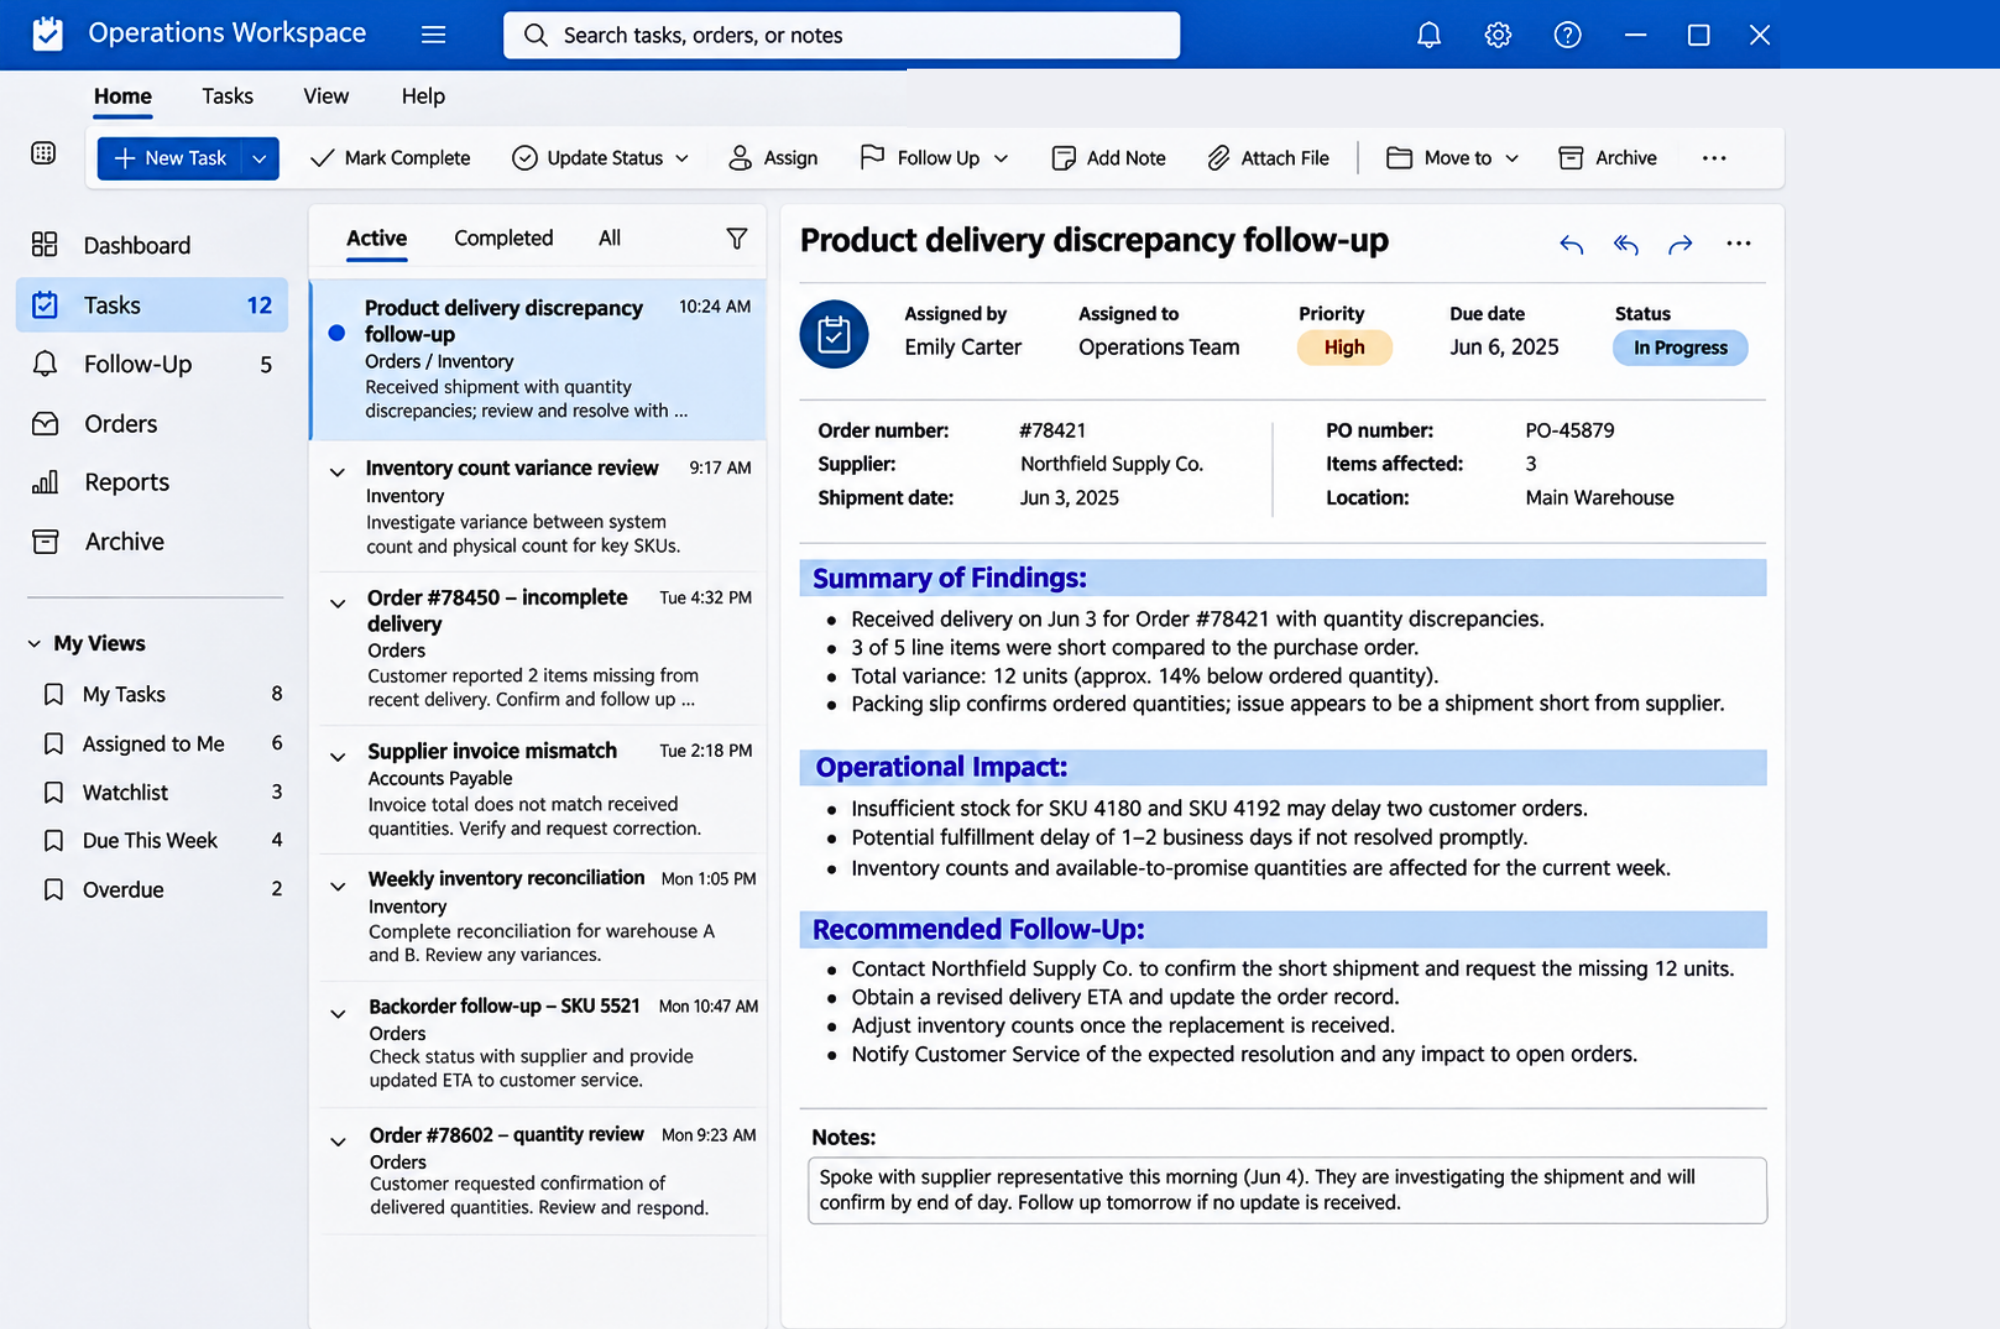 Operations Workspace
Search tasks, orders, or notes
Home Tasks View Help
New Task Mark Complete Update Status Assign Follow Up Add Note Attach File Move to Archive
Dashboard
Tasks 12
Follow-Up 5
Orders
Reports
Archive
My Views
My Tasks 8
Assigned to Me 6
Watchlist 3
Due This Week 4
Overdue 2
Active Completed All
Product delivery discrepancy 10:24 AM
follow-up
Orders / Inventory
Received shipment with quantity
discrepancies; review and resolve with ...
Inventory count variance review 9:17 AM
Inventory
Investigate variance between system
count and physical count for key SKUs.
Order #78450 – incomplete Tue 4:32 PM
delivery
Orders
Customer reported 2 items missing from
recent delivery. Confirm and follow up ...
Supplier invoice mismatch Tue 2:18 PM
Accounts Payable
Invoice total does not match received
quantities. Verify and request correction.
Weekly inventory reconciliation Mon 1:05 PM
Inventory
Complete reconciliation for warehouse A
and B. Review any variances.
Backorder follow-up – SKU 5521 Mon 10:47 AM
Orders
Check status with supplier and provide
updated ETA to customer service.
Order #78602 – quantity review Mon 9:23 AM
Orders
Customer requested confirmation of
delivered quantities. Review and respond.
Product delivery discrepancy follow-up
Assigned by Assigned to Priority Due date Status
Emily Carter Operations Team High Jun 6, 2025 In Progress
Order number: #78421 PO number: PO-45879
Supplier: Northfield Supply Co. Items affected: 3
Shipment date: Jun 3, 2025 Location: Main Warehouse
Summary of Findings:
• Received delivery on Jun 3 for Order #78421 with quantity discrepancies.
• 3 of 5 line items were short compared to the purchase order.
• Total variance: 12 units (approx. 14% below ordered quantity).
• Packing slip confirms ordered quantities; issue appears to be a shipment short from supplier.
Operational Impact:
• Insufficient stock for SKU 4180 and SKU 4192 may delay two customer orders.
• Potential fulfillment delay of 1–2 business days if not resolved promptly.
• Inventory counts and available-to-promise quantities are affected for the current week.
Recommended Follow-Up:
• Contact Northfield Supply Co. to confirm the short shipment and request the missing 12 units.
• Obtain a revised delivery ETA and update the order record.
• Adjust inventory counts once the replacement is received.
• Notify Customer Service of the expected resolution and any impact to open orders.
Notes:
Spoke with supplier representative this morning (Jun 4). They are investigating the shipment and will
confirm by end of day. Follow up tomorrow if no update is received.